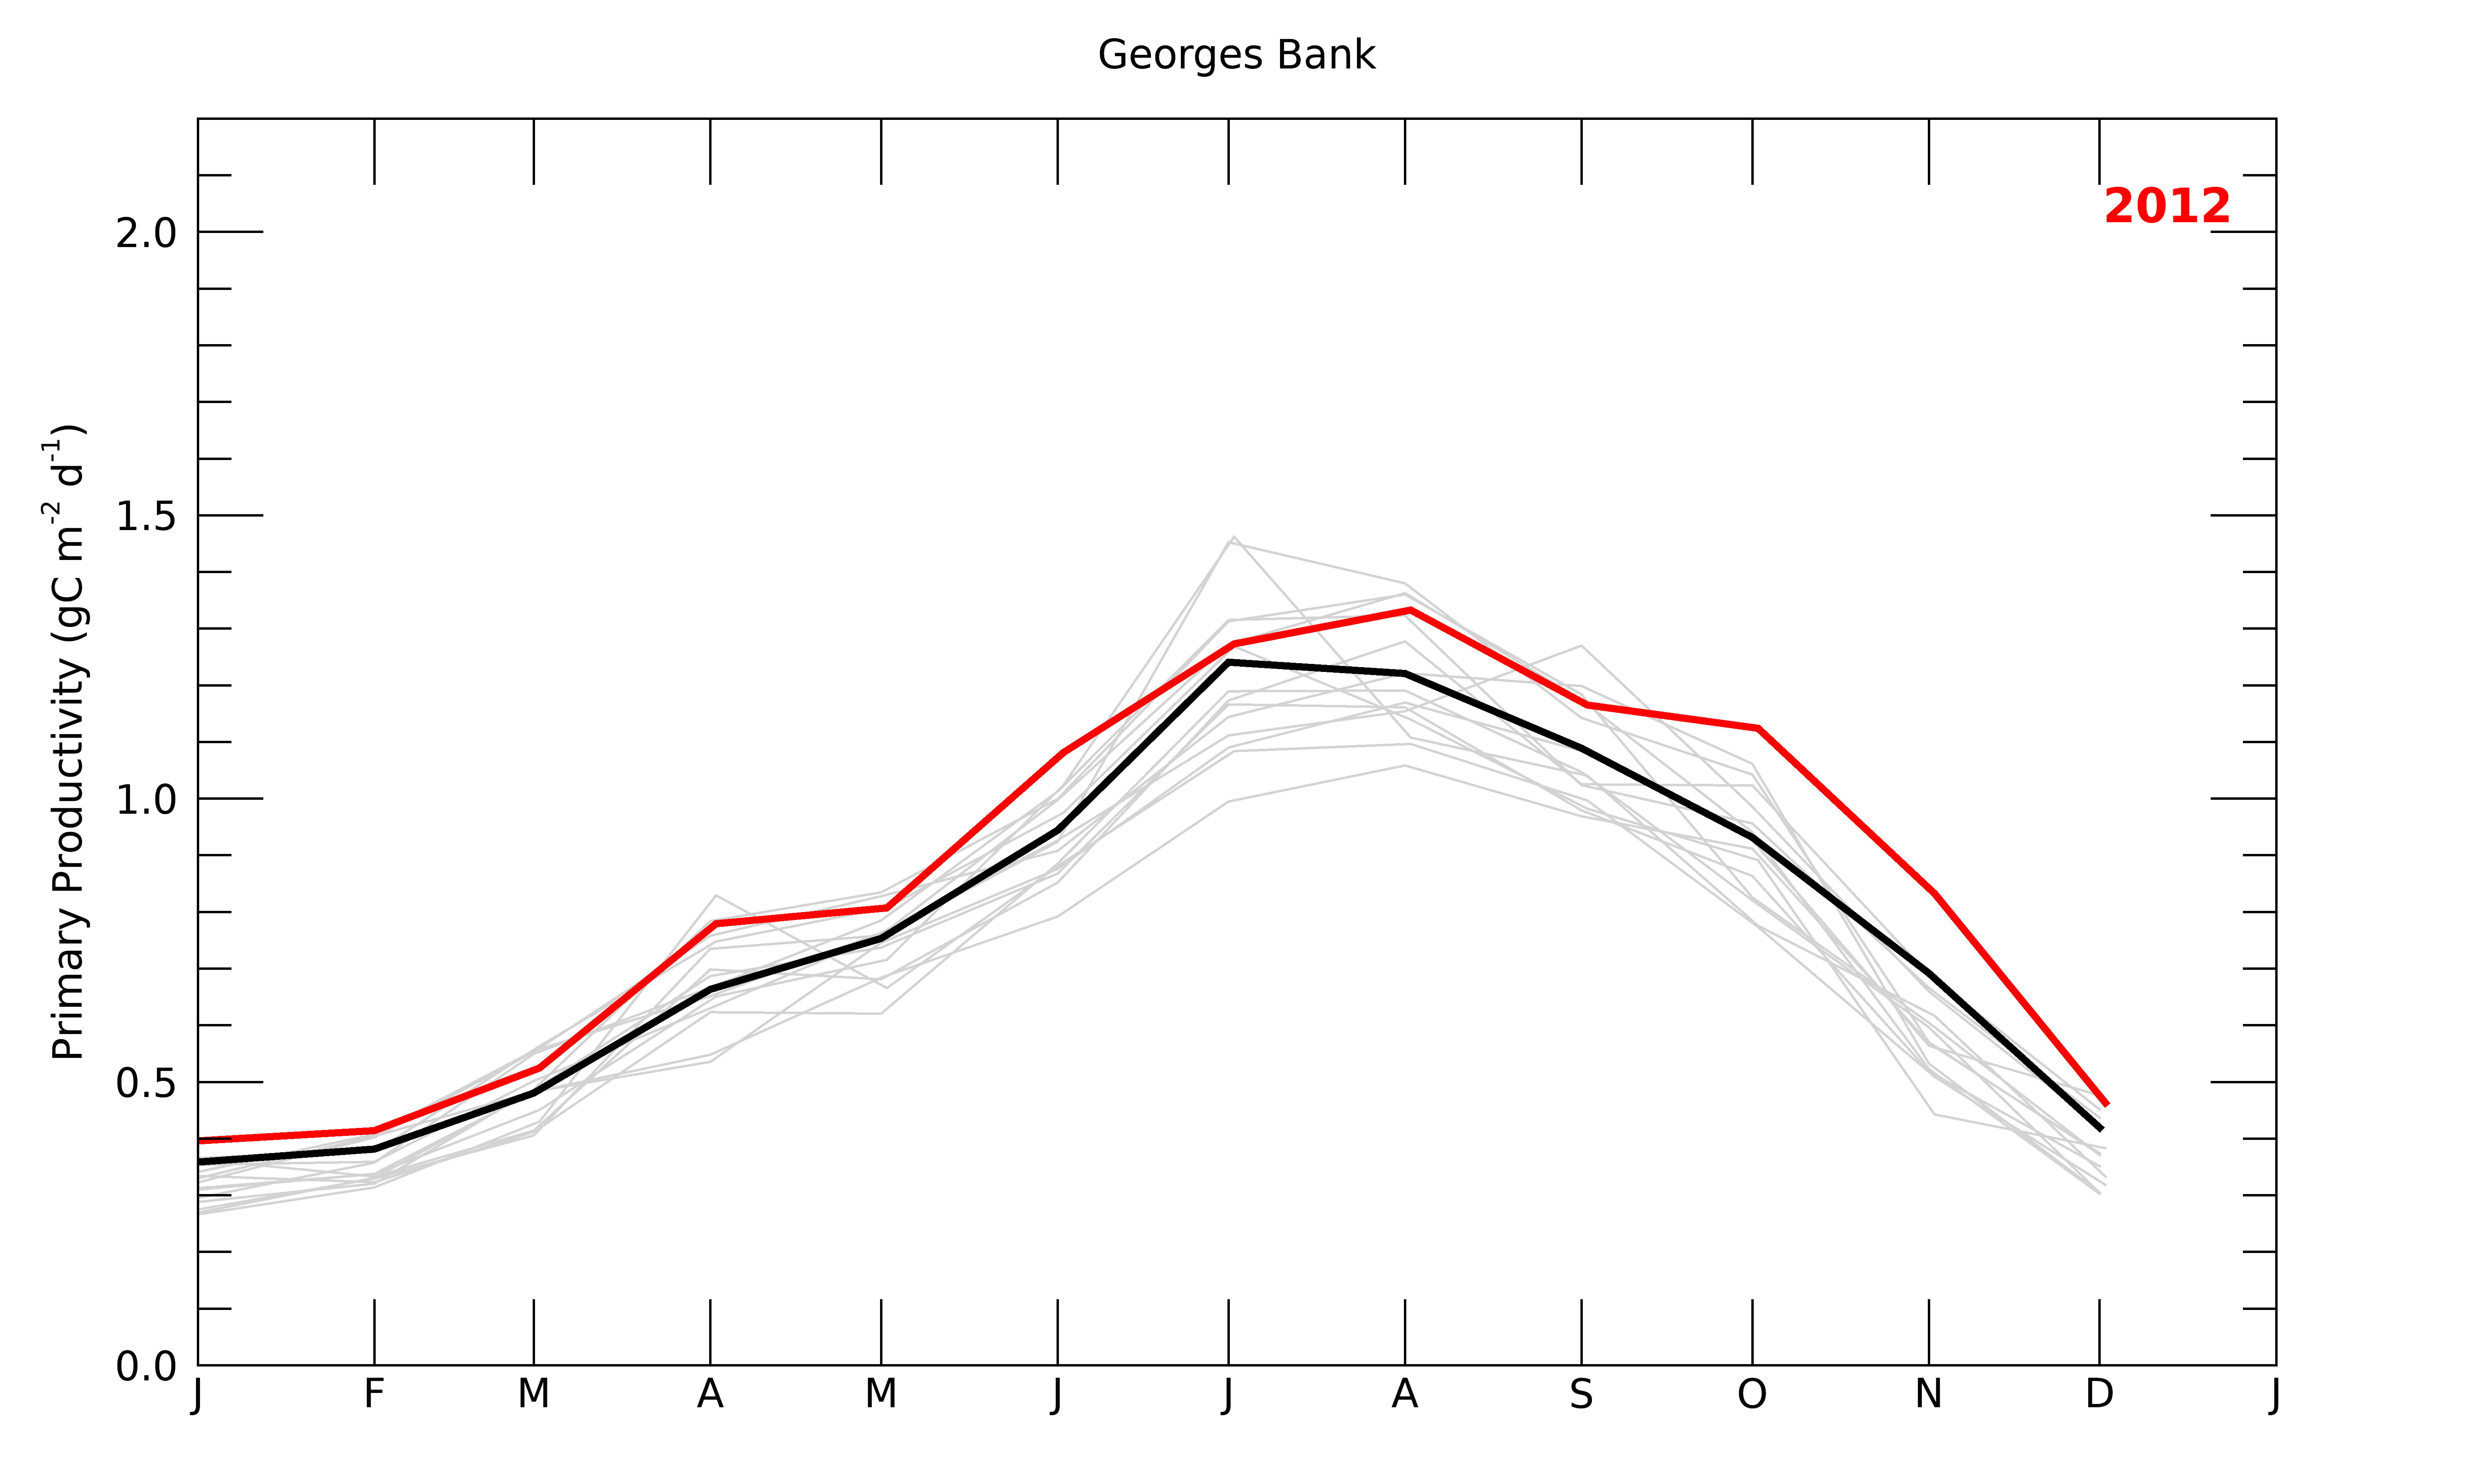 Georges Bank
2012
Primary Productivity (gC m⁻² d⁻¹)
2.0
1.5
1.0
0.5
0.0
J F M A M J J A S O N D J